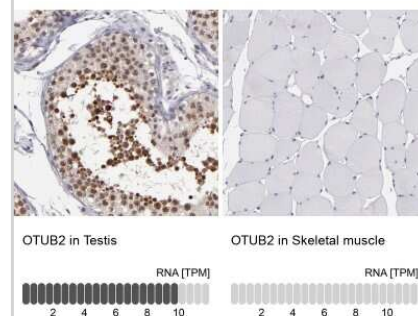 OTUB2 in Testis
OTUB2 in Skeletal muscle
RNA [TPM]
RNA [TPM]
2 4 6 8 10
2 4 6 8 10